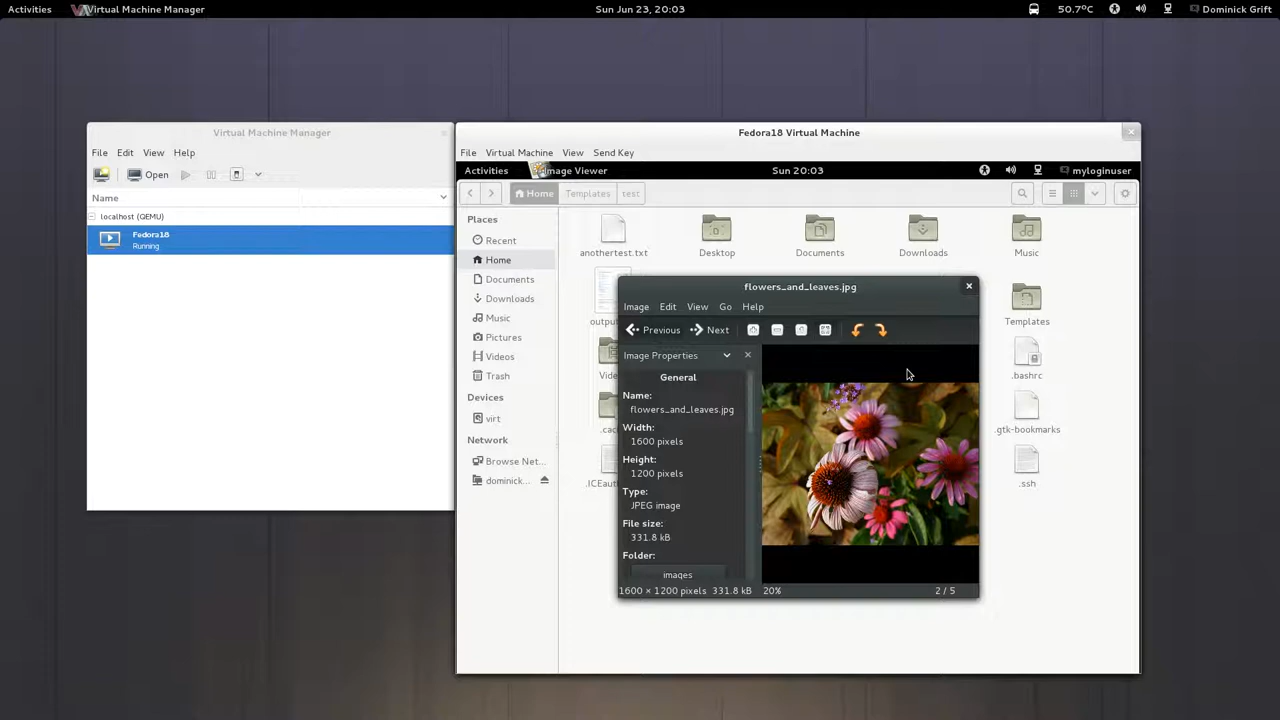 Activities Virtual Machine Manager Sun Jun 23, 20:03 50.7°C Dominick Grift
Virtual Machine Manager
File Edit View Help
Open
Name
localhost (QEMU)
Fedora18
Running
Fedora18 Virtual Machine
File Virtual Machine View Send Key
Activities Image Viewer Sun 20:03 myloginuser
Home Templates test
Places
Recent
Home
Documents
Downloads
Music
Pictures
Videos
Trash
Devices
virt
Network
Browse Net...
dominick...
anothertest.txt Desktop Documents Downloads Music
outpu
Templates
Vide
.bashrc
.cac
.gtk-bookmarks
.ICEaut
.ssh
flowers_and_leaves.jpg
Image Edit View Go Help
Previous Next
Image Properties
General
Name:
flowers_and_leaves.jpg
Width:
1600 pixels
Height:
1200 pixels
Type:
JPEG image
File size:
331.8 kB
Folder:
images
1600 × 1200 pixels 331.8 kB 20% 2 / 5